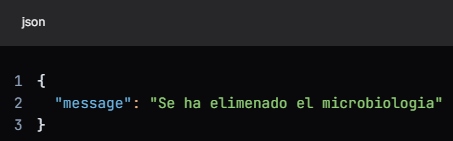 json
1 {
2 "message": "Se ha elimenado el microbiologia"
3 }